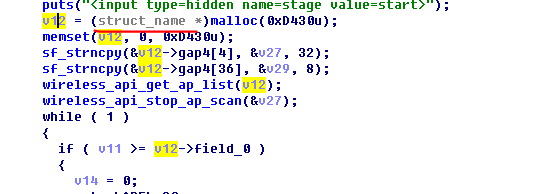 puts("<input type=hidden name=stage value=start>");
v12 = (struct_name *)malloc(0xD430u);
memset(v12, 0, 0xD430u);
sf_strncpy(&v12->gap4[4], &v27, 32);
sf_strncpy(&v12->gap4[36], &v29, 8);
wireless_api_get_ap_list(v12);
wireless_api_stop_ap_scan(&v27);
while ( 1 )
{
if ( v11 >= v12->field_0 )
{
v14 = 0;